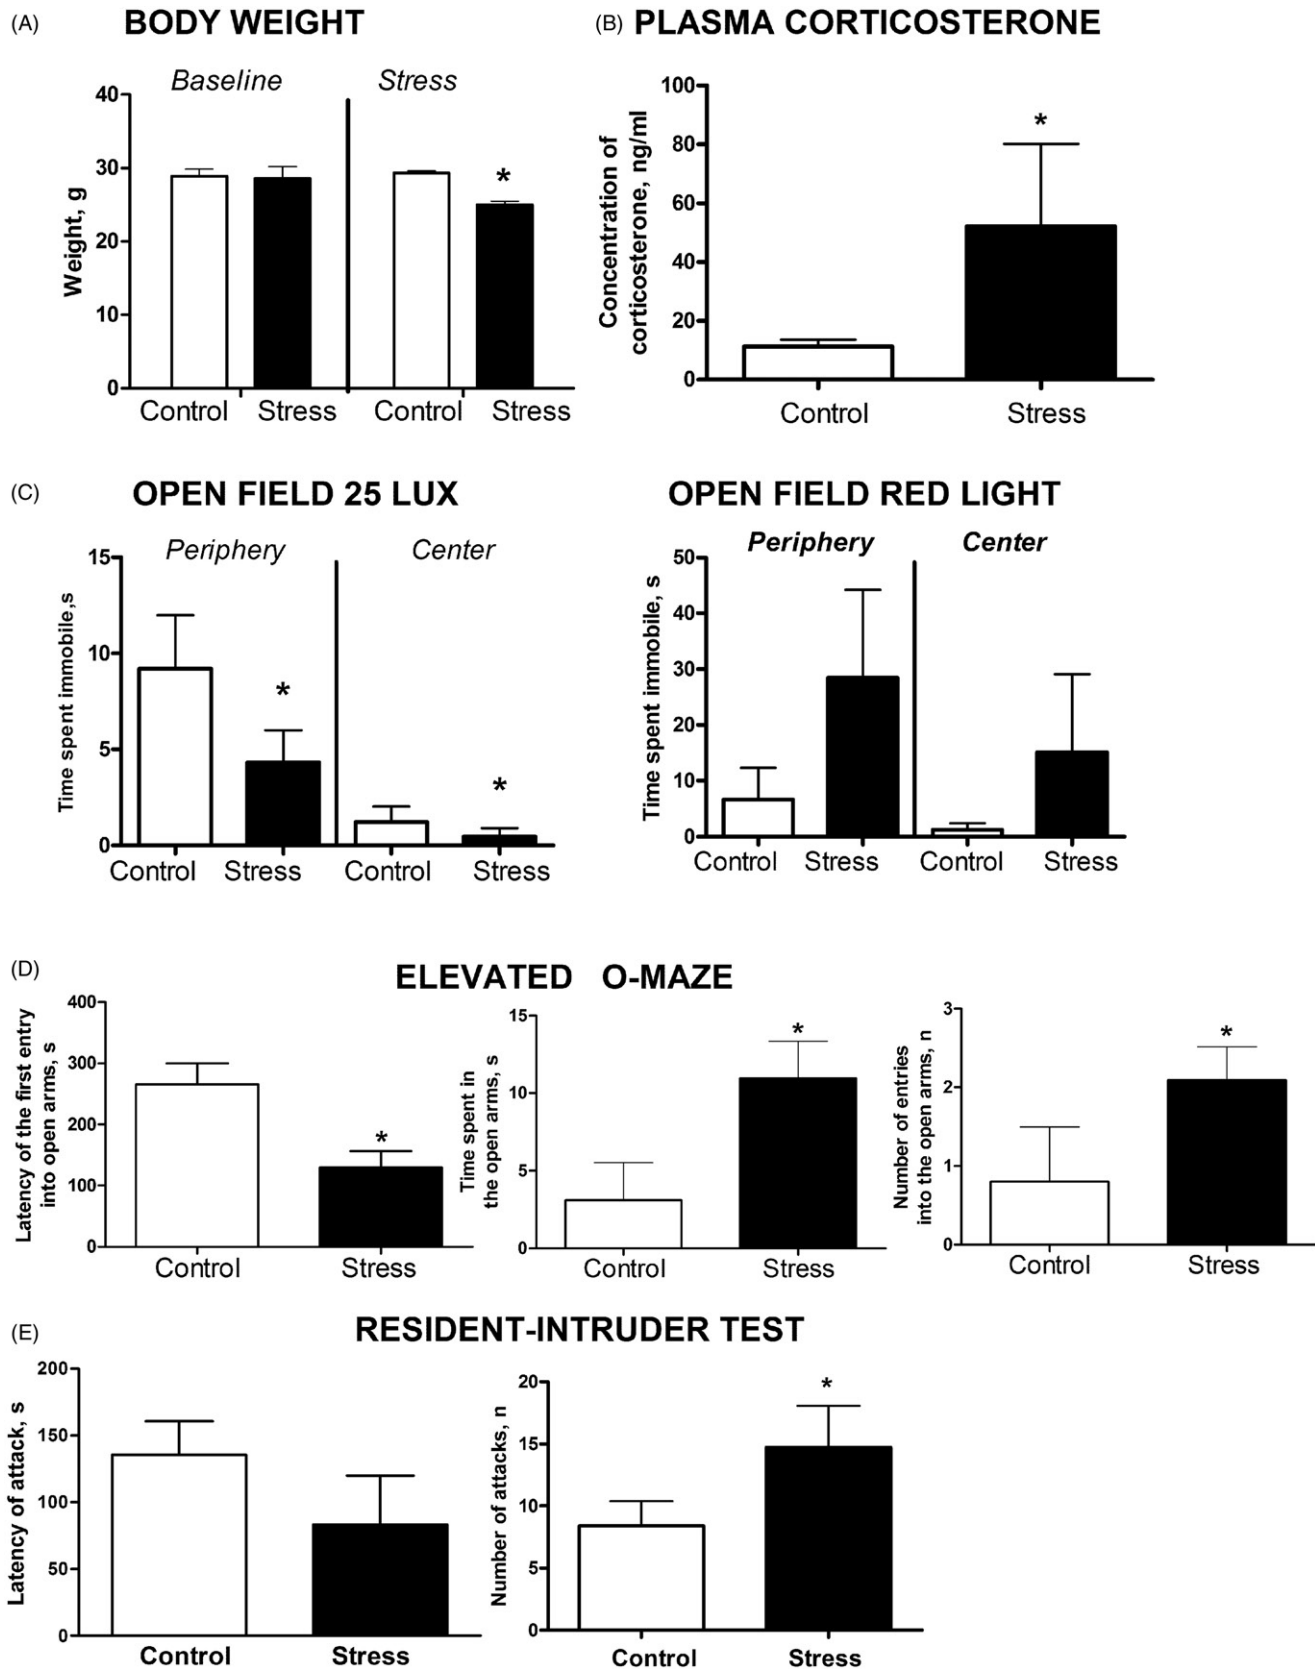 (A) BODY WEIGHT
Baseline Stress
Weight, g
40
30
20
10
0
*
Control Stress Control Stress
(B) PLASMA CORTICOSTERONE
Concentration of
corticosterone, ng/ml
100
80
60
40
20
0
*
Control Stress
(C) OPEN FIELD 25 LUX
Periphery Center
Time spent immobile,s
15
10
5
0
* *
Control Stress Control Stress
OPEN FIELD RED LIGHT
Periphery Center
Time spent immobile, s
50
40
30
20
10
0
Control Stress Control Stress
(D) ELEVATED O-MAZE
Latency of the first entry
into open arms, s
400
300
200
100
0
*
Control Stress
Time spent in
the open arms, s
15
10
5
0
*
Control Stress
Number of entries
into the open arms, n
3
2
1
0
*
Control Stress
(E) RESIDENT-INTRUDER TEST
Latency of attack, s
200
150
100
50
0
Control Stress
Number of attacks, n
20
15
10
5
0
*
Control Stress